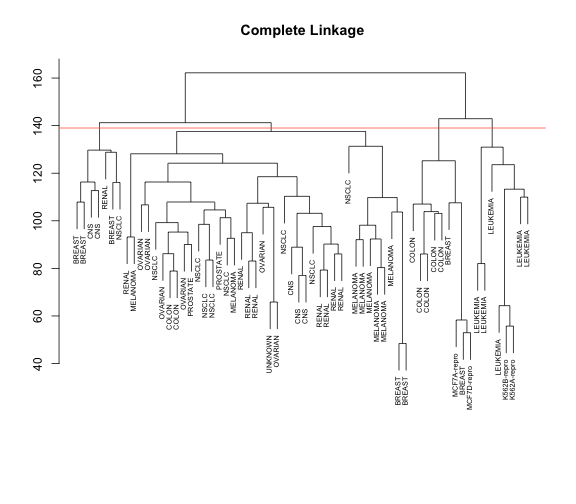 Complete Linkage
160
140
120
100
80
60
40
BREAST
BREAST
CNS
CNS
RENAL
BREAST
NSCLC
RENAL
MELANOMA
OVARIAN
OVARIAN
NSCLC
OVARIAN
COLON
COLON
OVARIAN
PROSTATE
NSCLC
NSCLC
NSCLC
PROSTATE
NSCLC
MELANOMA
RENAL
RENAL
RENAL
OVARIAN
UNKNOWN
OVARIAN
NSCLC
CNS
CNS
CNS
NSCLC
RENAL
RENAL
RENAL
RENAL
NSCLC
MELANOMA
MELANOMA
MELANOMA
MELANOMA
MELANOMA
MELANOMA
BREAST
BREAST
COLON
COLON
COLON
COLON
COLON
BREAST
MCF7A-repro
BREAST
MCF7D-repro
LEUKEMIA
LEUKEMIA
LEUKEMIA
LEUKEMIA
K562B-repro
K562A-repro
LEUKEMIA
LEUKEMIA